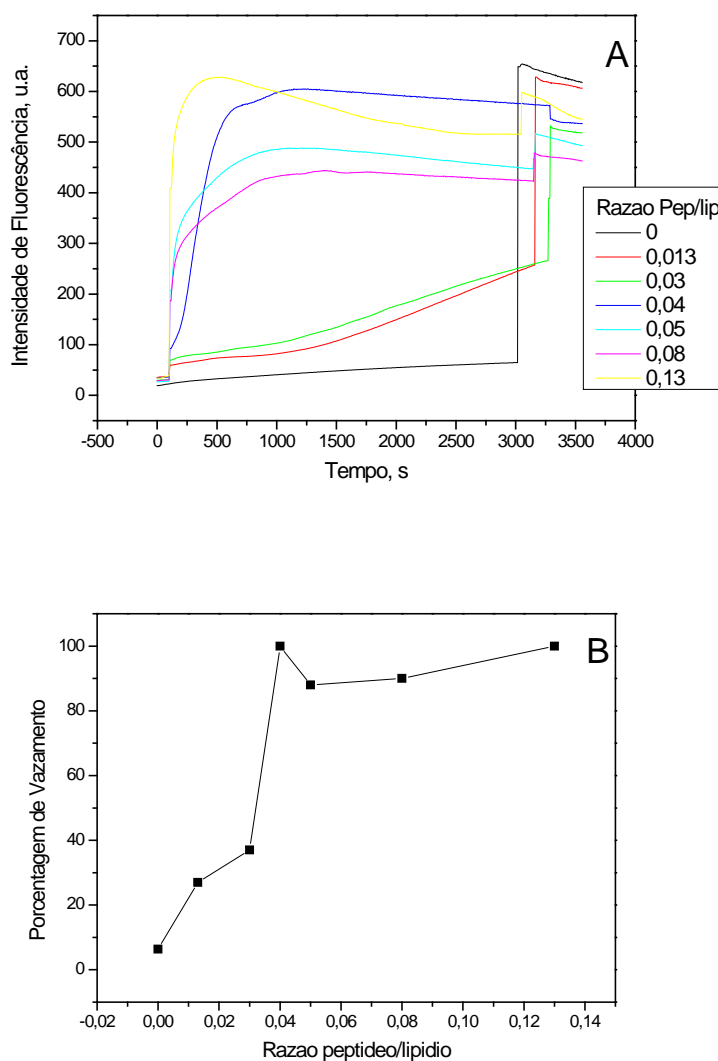 A
700
600
500
400
300
200
100
0
Intensidade de Fluorescência, u.a.
-500 0 500 1000 1500 2000 2500 3000 3500 4000
Tempo, s
Razao Pep/lip
0
0,013
0,03
0,04
0,05
0,08
0,13
B
100
80
60
40
20
0
Porcentagem de Vazamento
-0,02 0,00 0,02 0,04 0,06 0,08 0,10 0,12 0,14
Razao peptideo/lipidio